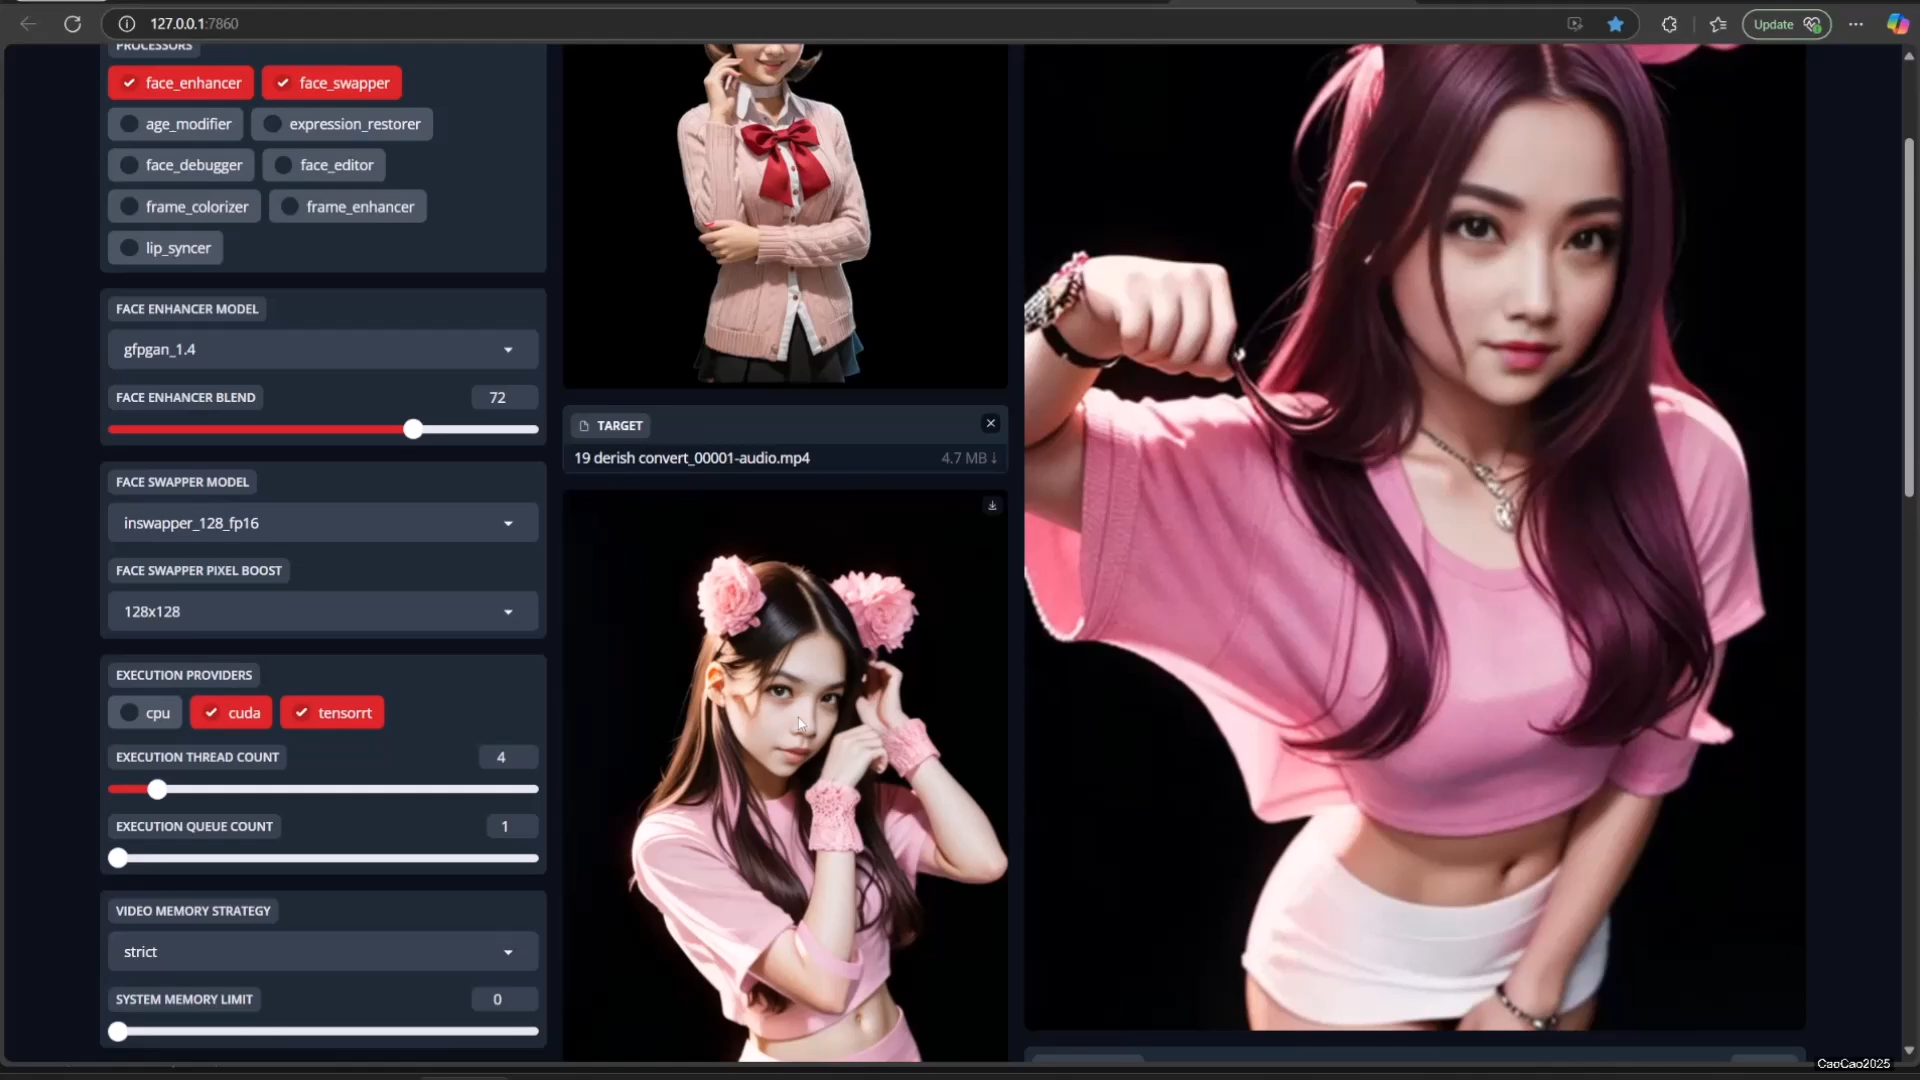 127.0.0.1:7860
Update
PROCESSORS
face_enhancer
face_swapper
age_modifier
expression_restorer
face_debugger
face_editor
frame_colorizer
frame_enhancer
lip_syncer
FACE ENHANCER MODEL
gfpgan_1.4
FACE ENHANCER BLEND
72
FACE SWAPPER MODEL
inswapper_128_fp16
FACE SWAPPER PIXEL BOOST
128x128
EXECUTION PROVIDERS
cpu
cuda
tensorrt
EXECUTION THREAD COUNT
4
EXECUTION QUEUE COUNT
1
VIDEO MEMORY STRATEGY
strict
SYSTEM MEMORY LIMIT
0
TARGET
19 derish convert_00001-audio.mp4
4.7 MB ↓
CaoCao2025